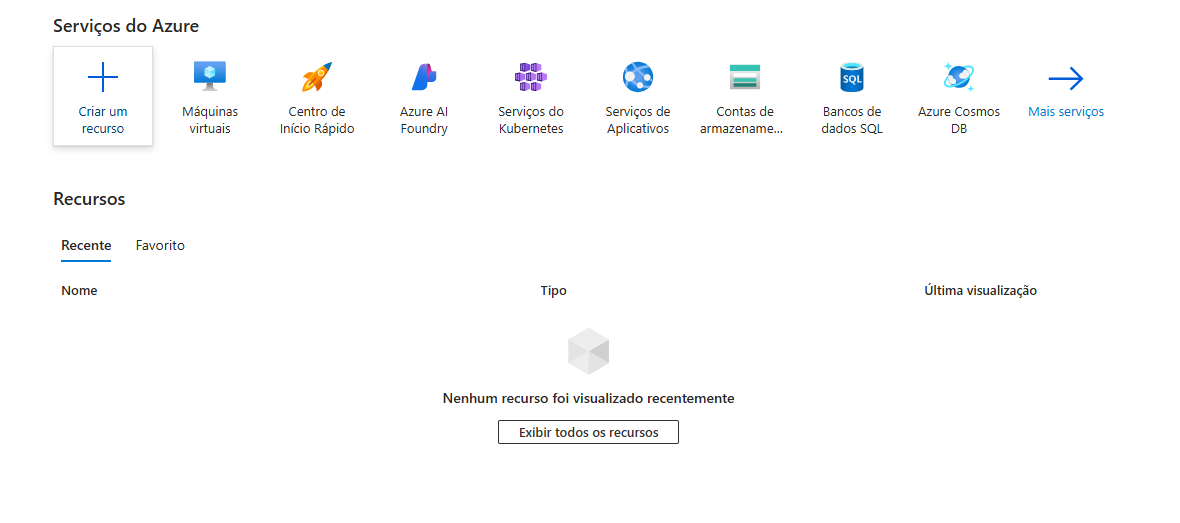 Serviços do Azure
Criar um
recurso
Máquinas
virtuais
Centro de
Início Rápido
Azure AI
Foundry
Serviços do
Kubernetes
Serviços de
Aplicativos
Contas de
armazename...
SQL
Bancos de
dados SQL
Azure Cosmos
DB
Mais serviços
Recursos
Recente
Favorito
Nome
Tipo
Última visualização
Nenhum recurso foi visualizado recentemente
Exibir todos os recursos